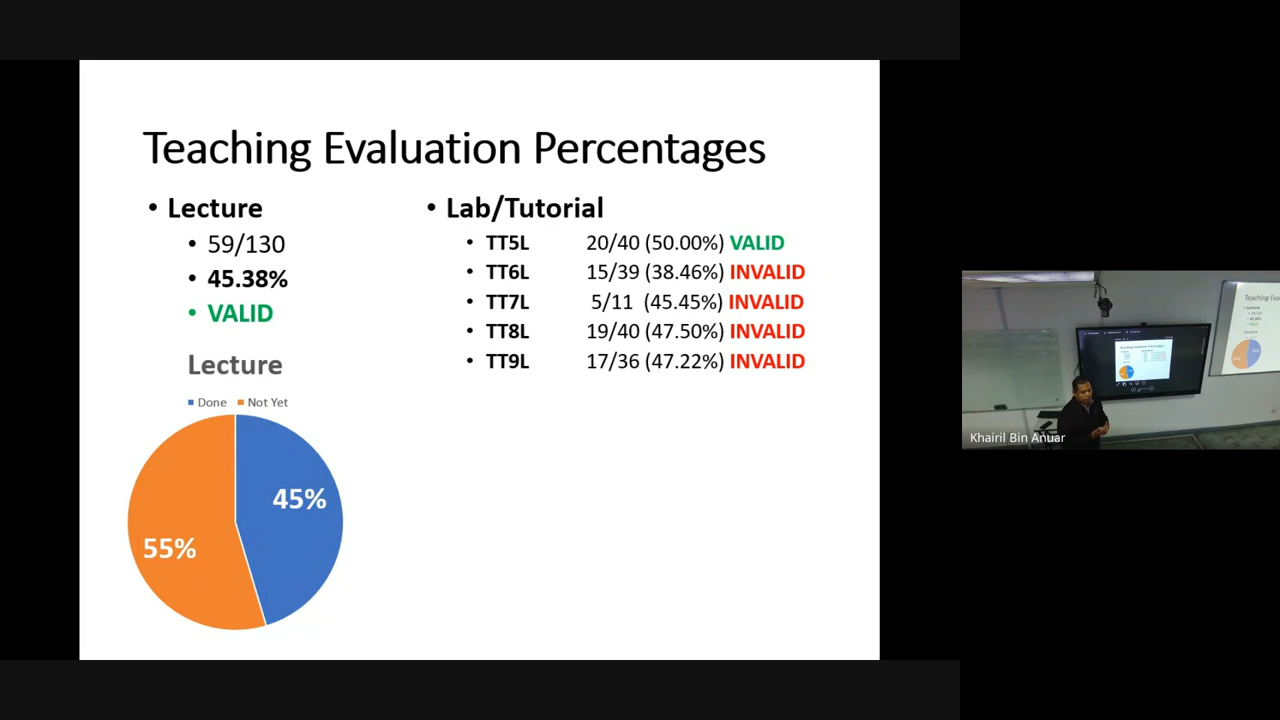 Teaching Evaluation Percentages
• Lecture
• 59/130
• 45.38%
• VALID
• Lab/Tutorial
• TT5L 20/40 (50.00%) VALID
• TT6L 15/39 (38.46%) INVALID
• TT7L 5/11 (45.45%) INVALID
• TT8L 19/40 (47.50%) INVALID
• TT9L 17/36 (47.22%) INVALID
Lecture
Done Not Yet
45%
55%
Khairil Bin Anuar